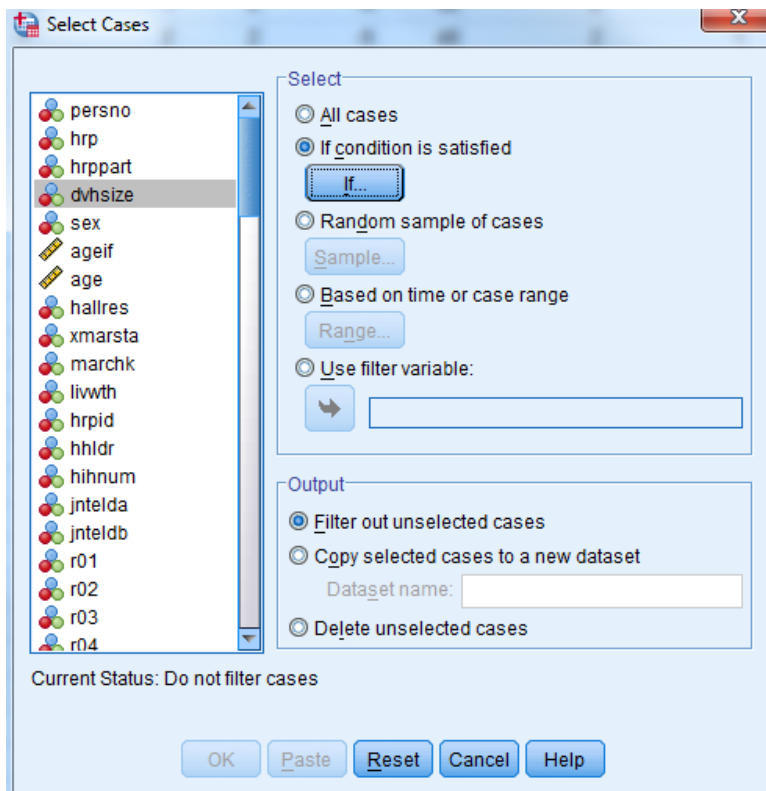 Select Cases
persno
hrp
hrppart
dvhsize
sex
ageif
age
hallres
xmarsta
marchk
livwth
hrpid
hhldr
hihnum
jntelda
jnteldb
r01
r02
r03
r04
Select
All cases
If condition is satisfied
If...
Random sample of cases
Sample...
Based on time or case range
Range...
Use filter variable:
Output
Filter out unselected cases
Copy selected cases to a new dataset
Dataset name:
Delete unselected cases
Current Status: Do not filter cases
OK Paste Reset Cancel Help